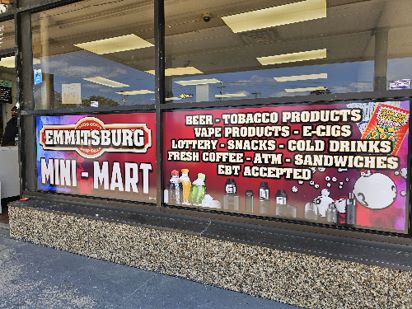 EMMITSBURG
MINI - MART
BEER - TOBACCO PRODUCTS
VAPE PRODUCTS - E-CIGS
LOTTERY - SNACKS - COLD DRINKS
FRESH COFFEE - ATM - SANDWICHES
EBT ACCEPTED